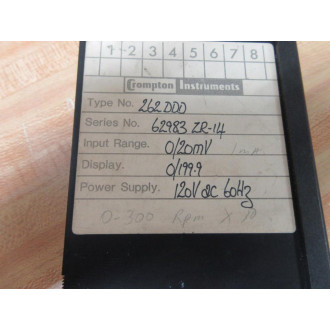 1 2 3 4 5 6 7 8
Crompton Instruments
Type No. 262 DDD
Series No. 62983 ZR-14
Input Range. 0/20mV
Display. 0/199.9
Power Supply. 120V ac 60Hz
0-300 Rpm X